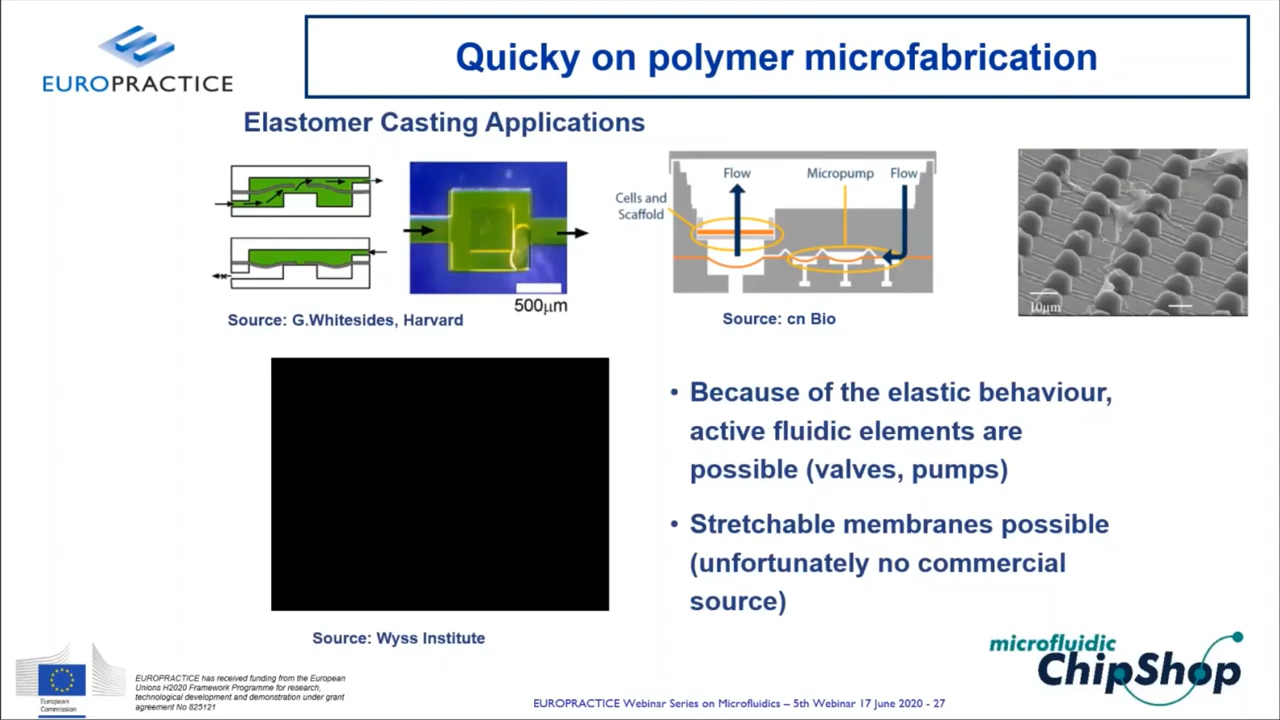 EUROPRACTICE
Quicky on polymer microfabrication
Elastomer Casting Applications
500μm
Source: G.Whitesides, Harvard
Flow
Micropump
Flow
Cells and
Scaffold
Source: cn Bio
10μm
Source: Wyss Institute
• Because of the elastic behaviour,
active fluidic elements are
possible (valves, pumps)
• Stretchable membranes possible
(unfortunately no commercial
source)
European
Commission
EUROPRACTICE has received funding from the European
Unions H2020 Framework Programme for research,
technological development and demonstration under grant
agreement No 825121
EUROPRACTICE Webinar Series on Microfluidics – 5th Webinar 17 June 2020 - 27
microfluidic
ChipShop